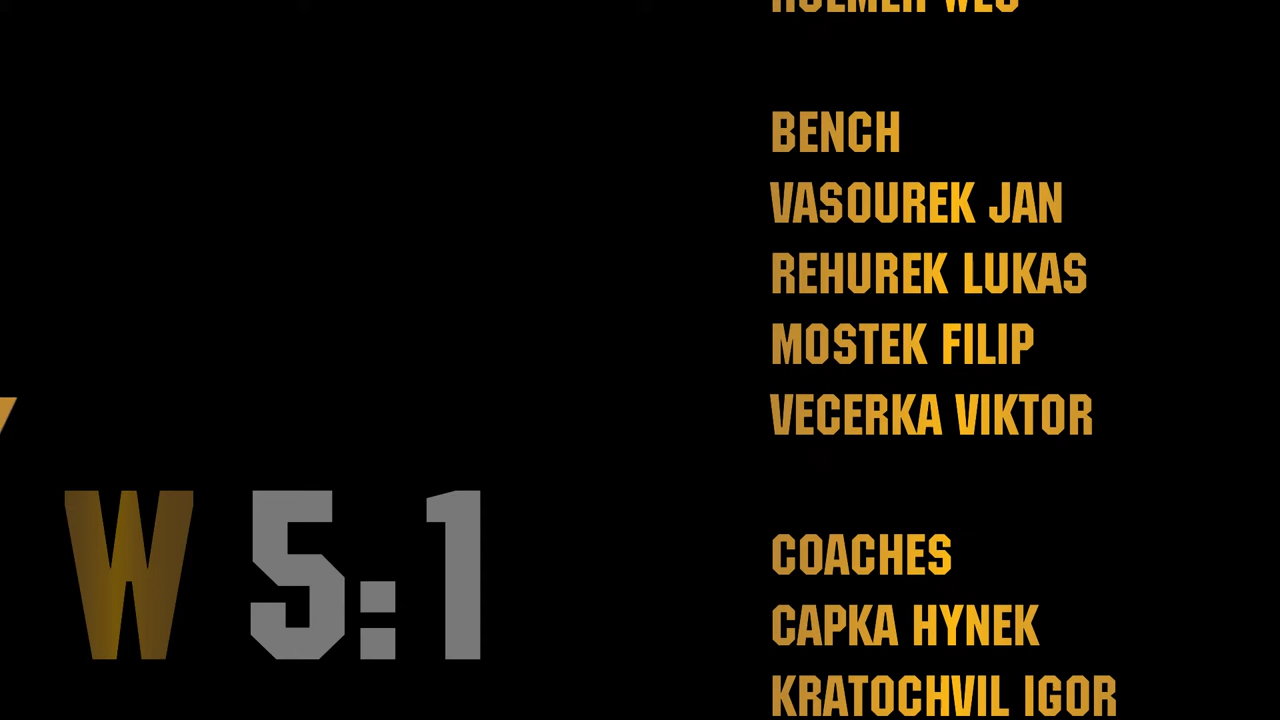 BENCH
VASOUREK JAN
REHUREK LUKAS
MOSTEK FILIP
VECERKA VIKTOR
W 5:1
COACHES
CAPKA HYNEK
KRATOCHVIL IGOR